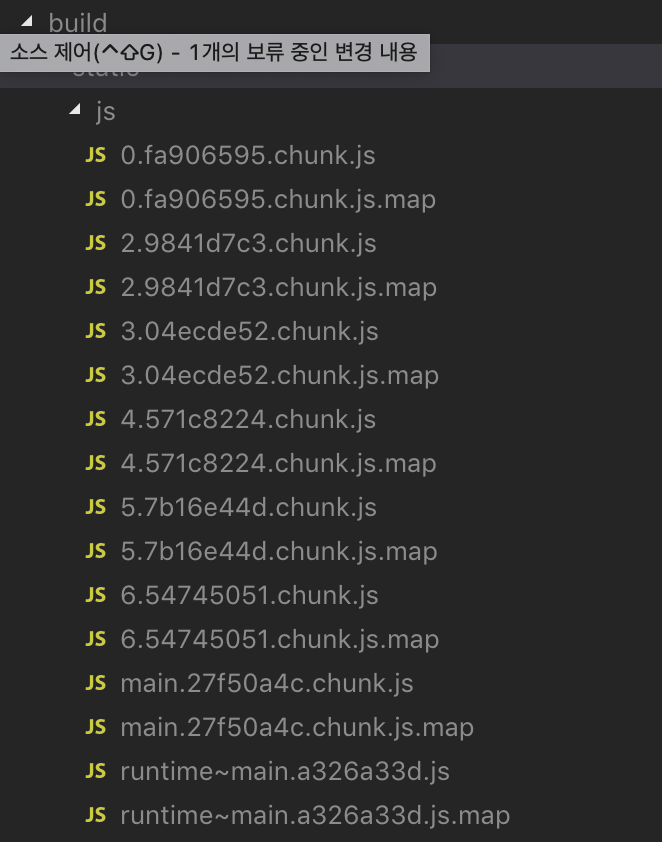 build
소스 제어(^⇧G) - 1개의 보류 중인 변경 내용
static
js
JS 0.fa906595.chunk.js
JS 0.fa906595.chunk.js.map
JS 2.9841d7c3.chunk.js
JS 2.9841d7c3.chunk.js.map
JS 3.04ecde52.chunk.js
JS 3.04ecde52.chunk.js.map
JS 4.571c8224.chunk.js
JS 4.571c8224.chunk.js.map
JS 5.7b16e44d.chunk.js
JS 5.7b16e44d.chunk.js.map
JS 6.54745051.chunk.js
JS 6.54745051.chunk.js.map
JS main.27f50a4c.chunk.js
JS main.27f50a4c.chunk.js.map
JS runtime~main.a326a33d.js
JS runtime~main.a326a33d.js.map